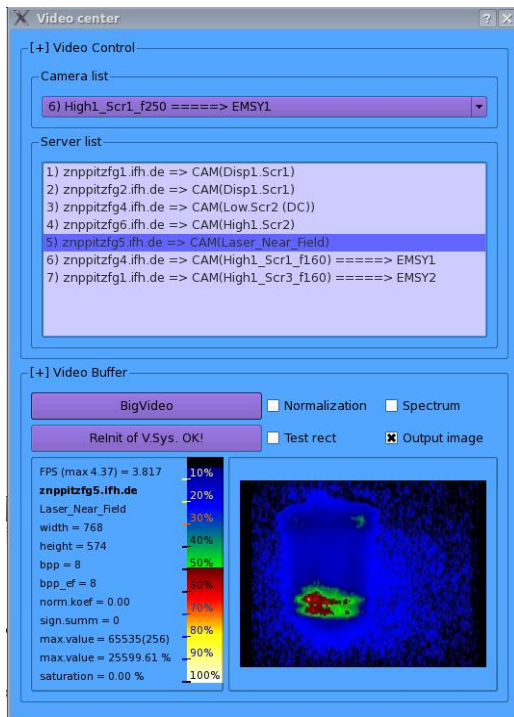 Video center
[+] Video Control
Camera list
6) High1_Scr1_f250 =====> EMSY1
Server list
1) znppitzfg1.ifh.de => CAM(Disp1.Scr1)
2) znppitzfg2.ifh.de => CAM(Disp1.Scr1)
3) znppitzfg4.ifh.de => CAM(Low.Scr2 (DC))
4) znppitzfg6.ifh.de => CAM(High1.Scr2)
5) znppitzfg5.ifh.de => CAM(Laser_Near_Field)
6) znppitzfg4.ifh.de => CAM(High1_Scr1_f160) =====> EMSY1
7) znppitzfg1.ifh.de => CAM(High1_Scr3_f160) =====> EMSY2
[+] Video Buffer
BigVideo
Normalization
Spectrum
ReInit of V.Sys. OK!
Test rect
Output image
FPS (max 4.37) = 3.817
znppitzfg5.ifh.de
Laser_Near_Field
width = 768
height = 574
bpp = 8
bpp_ef = 8
norm.koef = 0.00
sign.summ = 0
max.value = 65535(256)
max.value = 25599.61 %
saturation = 0.00 %
10%
20%
30%
40%
50%
60%
70%
80%
90%
100%